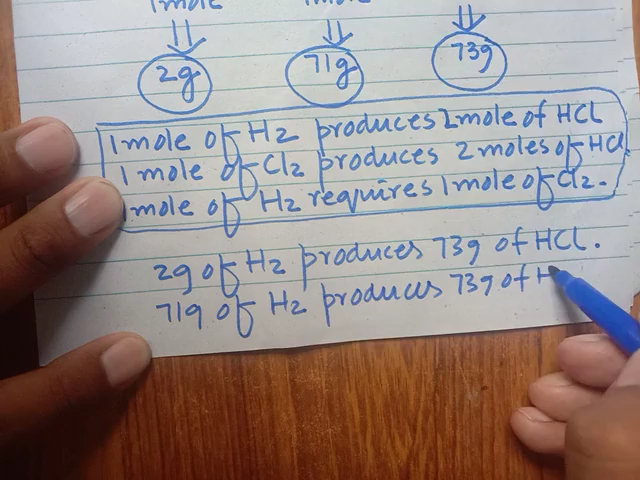 1mole
2g 71g 73g
1mole of H2 produces 2mole of HCl
1 mole of Cl2 produces 2 moles of HCl
1mole of H2 requires 1mole of Cl2.
2g of H2 produces 73g of HCl.
71g of H2 produces 73g of H